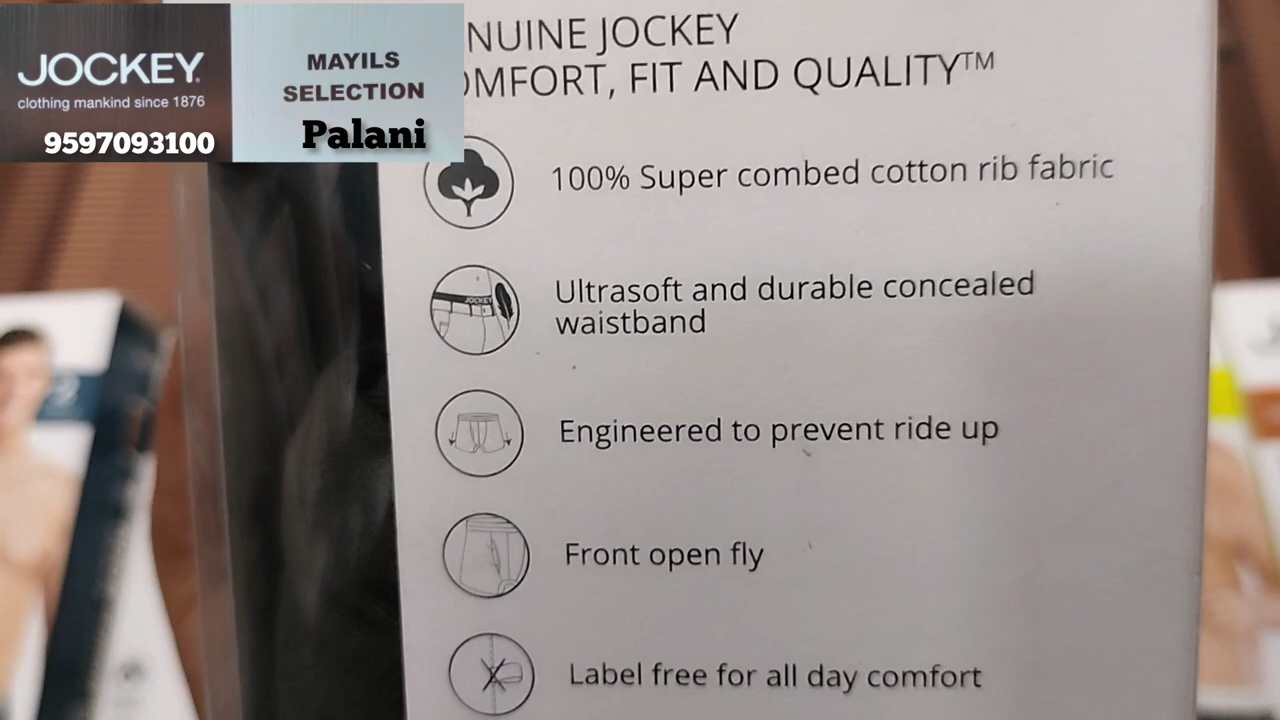 JOCKEY
clothing mankind since 1876
9597093100
MAYILS
SELECTION
Palani
NUINE JOCKEY
OMFORT, FIT AND QUALITY™
100% Super combed cotton rib fabric
JOCKEY
Ultrasoft and durable concealed
waistband
Engineered to prevent ride up
Front open fly
Label free for all day comfort